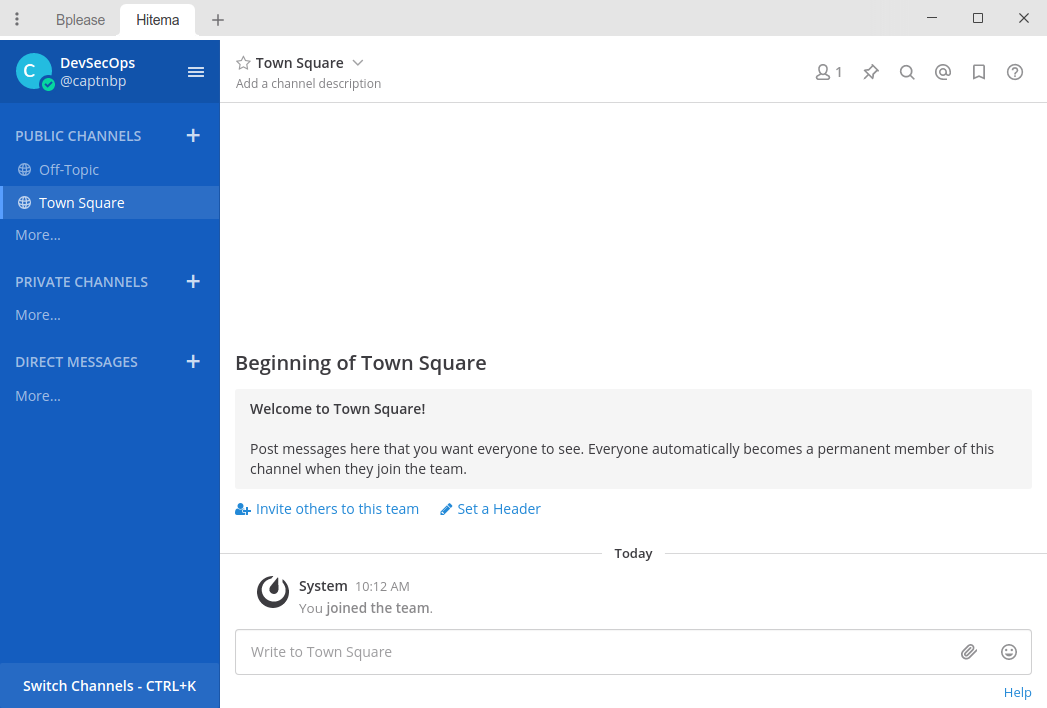 Bplease
Hitema
C
DevSecOps
@captnbp
PUBLIC CHANNELS
Off-Topic
Town Square
More...
PRIVATE CHANNELS
More...
DIRECT MESSAGES
More...
Switch Channels - CTRL+K
Town Square
Add a channel description
1
Beginning of Town Square
Welcome to Town Square!
Post messages here that you want everyone to see. Everyone automatically becomes a permanent member of this
channel when they join the team.
Invite others to this team
Set a Header
Today
System 10:12 AM
You joined the team.
Write to Town Square
Help